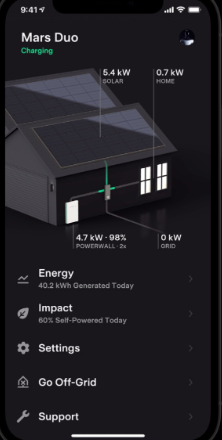 9:41
Mars Duo
Charging
5.4 kW
SOLAR
0.7 kW
HOME
4.7 kW · 98%
POWERWALL · 2x
0 kW
GRID
Energy
40.2 kWh Generated Today
Impact
60% Self-Powered Today
Settings
Go Off-Grid
Support